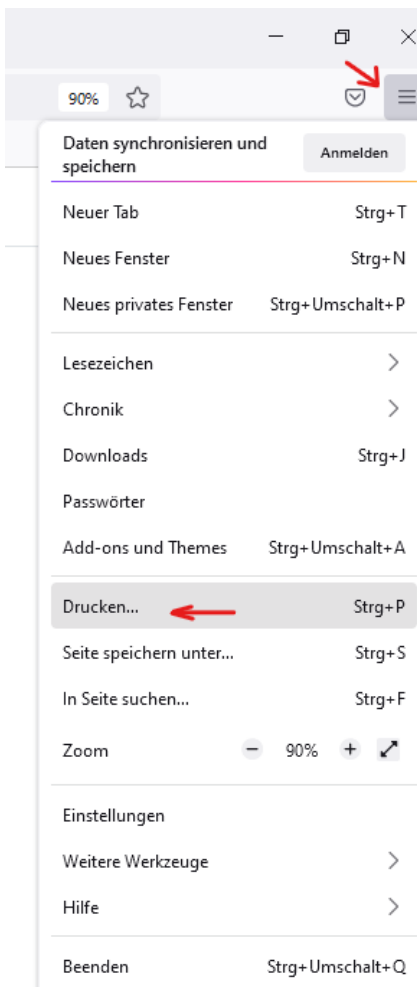 90%
Daten synchronisieren und
speichern
Anmelden
Neuer Tab Strg+T
Neues Fenster Strg+N
Neues privates Fenster Strg+Umschalt+P
Lesezeichen
Chronik
Downloads Strg+J
Passwörter
Add-ons und Themes Strg+Umschalt+A
Drucken... Strg+P
Seite speichern unter... Strg+S
In Seite suchen... Strg+F
Zoom − 90% +
Einstellungen
Weitere Werkzeuge
Hilfe
Beenden Strg+Umschalt+Q